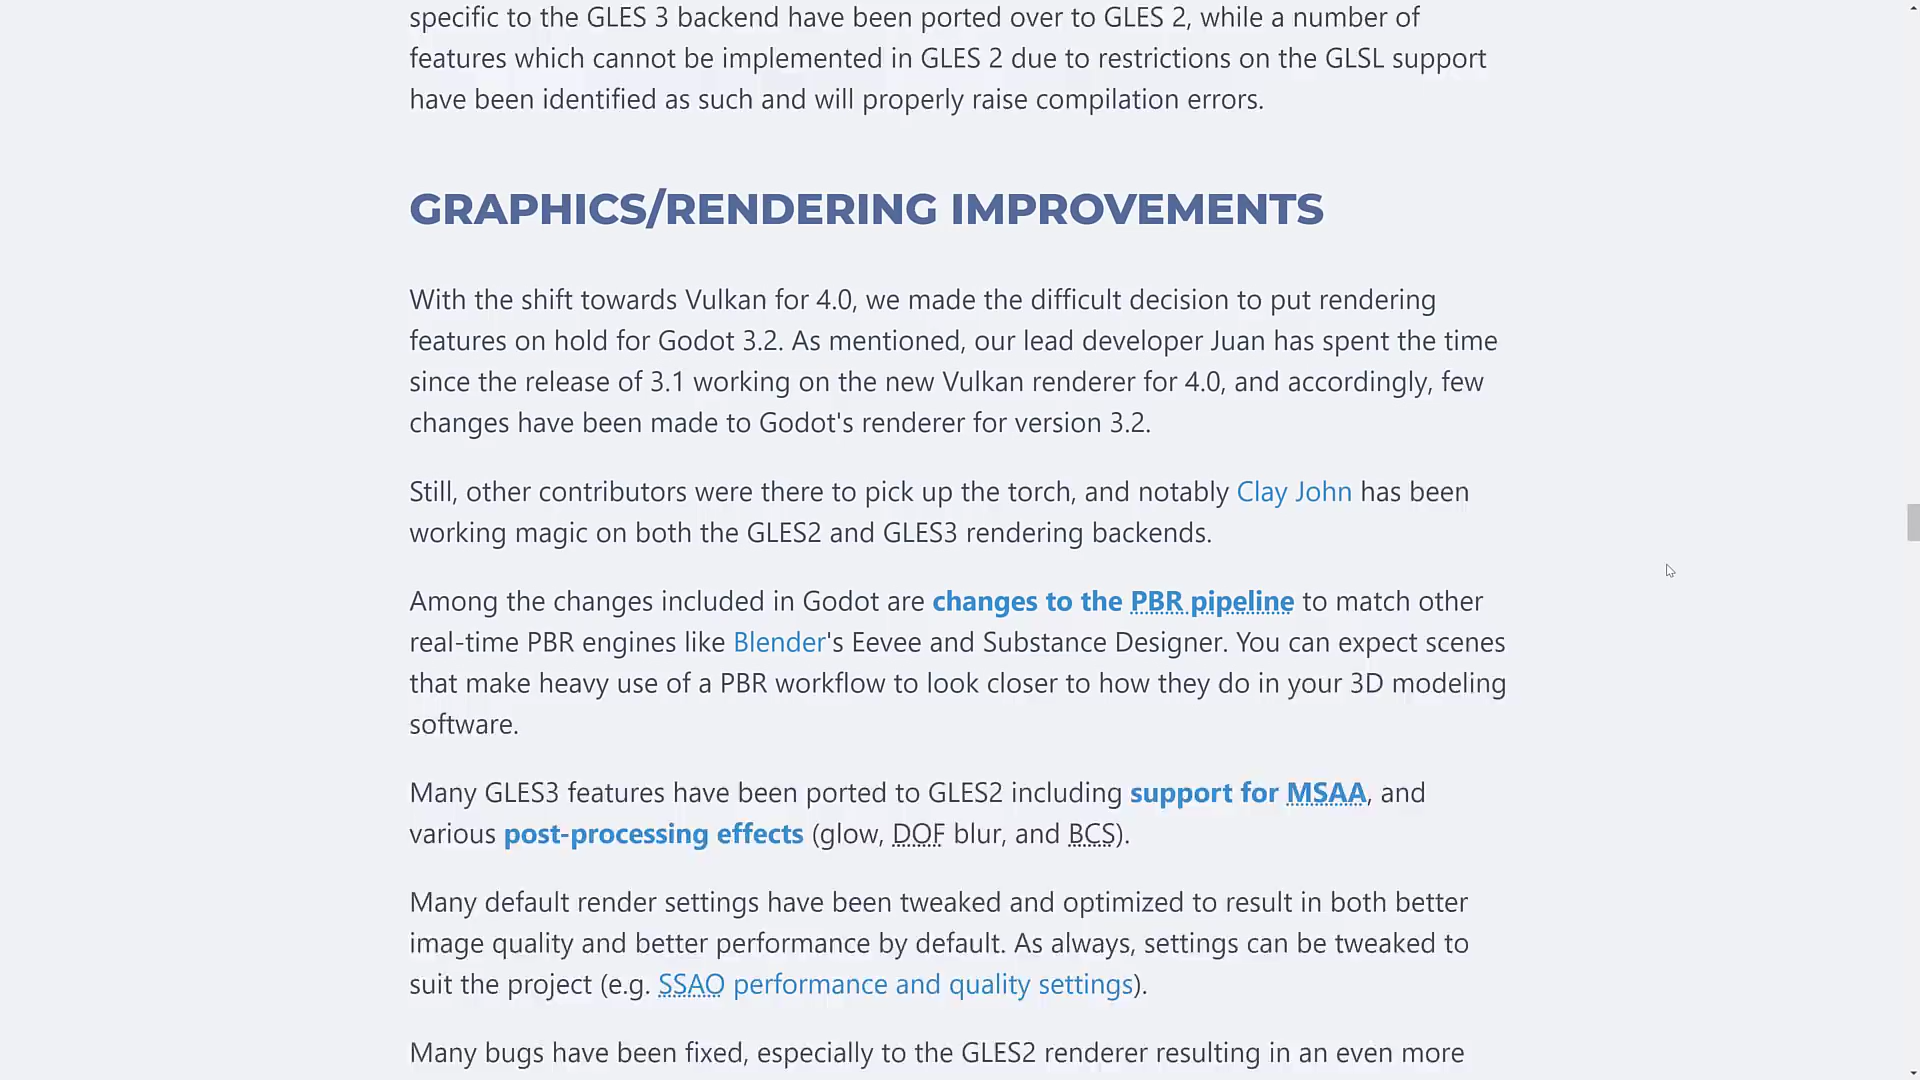 specific to the GLES 3 backend have been ported over to GLES 2, while a number of
features which cannot be implemented in GLES 2 due to restrictions on the GLSL support
have been identified as such and will properly raise compilation errors.
GRAPHICS/RENDERING IMPROVEMENTS
With the shift towards Vulkan for 4.0, we made the difficult decision to put rendering
features on hold for Godot 3.2. As mentioned, our lead developer Juan has spent the time
since the release of 3.1 working on the new Vulkan renderer for 4.0, and accordingly, few
changes have been made to Godot's renderer for version 3.2.
Still, other contributors were there to pick up the torch, and notably Clay John has been
working magic on both the GLES2 and GLES3 rendering backends.
Among the changes included in Godot are changes to the PBR pipeline to match other
real-time PBR engines like Blender's Eevee and Substance Designer. You can expect scenes
that make heavy use of a PBR workflow to look closer to how they do in your 3D modeling
software.
Many GLES3 features have been ported to GLES2 including support for MSAA, and
various post-processing effects (glow, DOF blur, and BCS).
Many default render settings have been tweaked and optimized to result in both better
image quality and better performance by default. As always, settings can be tweaked to
suit the project (e.g. SSAO performance and quality settings).
Many bugs have been fixed, especially to the GLES2 renderer resulting in an even more